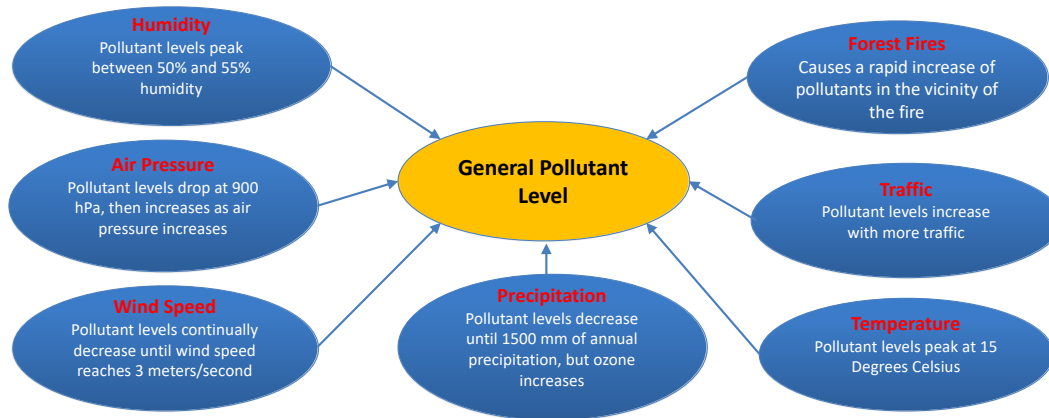 Humidity
Pollutant levels peak
between 50% and 55%
humidity
Forest Fires
Causes a rapid increase of
pollutants in the vicinity of
the fire
General Pollutant
Level
Air Pressure
Pollutant levels drop at 900
hPa, then increases as air
pressure increases
Traffic
Pollutant levels increase
with more traffic
Wind Speed
Pollutant levels continually
decrease until wind speed
reaches 3 meters/second
Precipitation
Pollutant levels decrease
until 1500 mm of annual
precipitation, but ozone
increases
Temperature
Pollutant levels peak at 15
Degrees Celsius